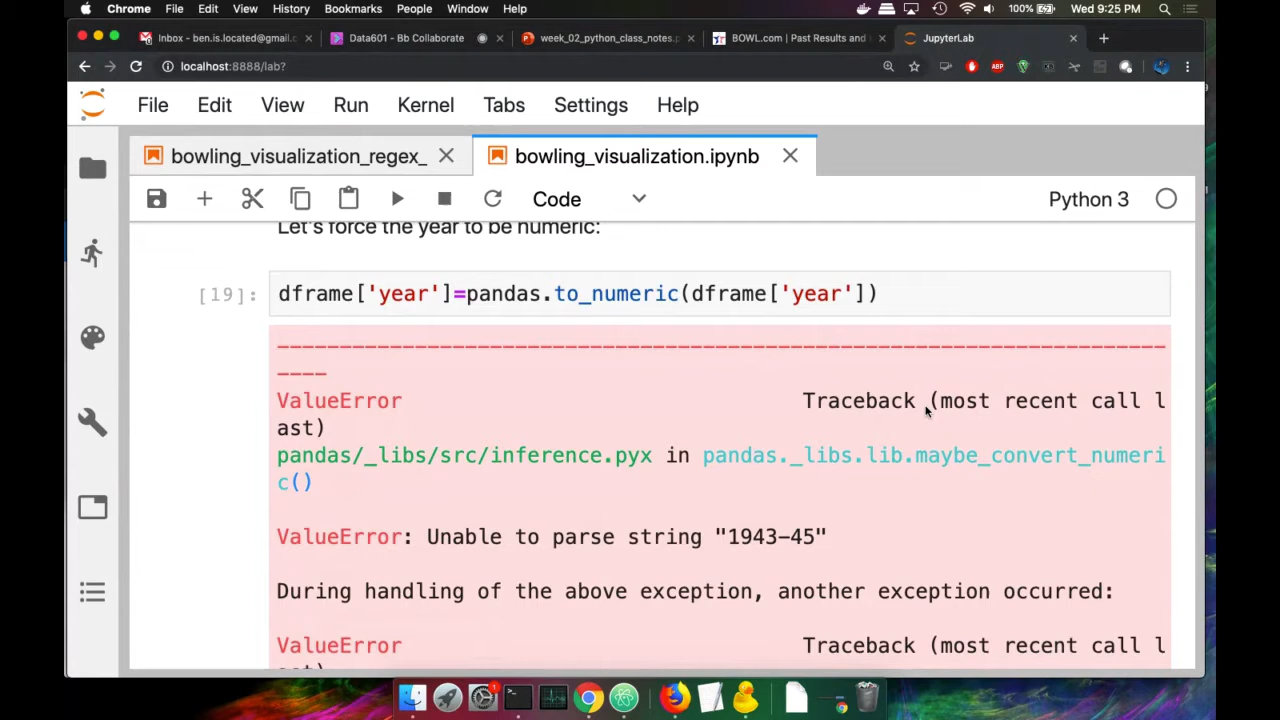 Chrome File Edit View History Bookmarks People Window Help 100% Wed 9:25 PM
Inbox - ben.is.located@gmail.c
Data601 - Bb Collaborate
week_02_python_class_notes.p
BOWL.com | Past Results and
JupyterLab
localhost:8888/lab?
ABP
File Edit View Run Kernel Tabs Settings Help
bowling_visualization_regex_
bowling_visualization.ipynb
Code
Python 3
Let's force the year to be numeric:
[19]: dframe['year']=pandas.to_numeric(dframe['year'])
---------------------------------------------------------------------------
ValueError Traceback (most recent call l
ast)
pandas/_libs/src/inference.pyx in pandas._libs.lib.maybe_convert_numeri
c()
ValueError: Unable to parse string "1943-45"
During handling of the above exception, another exception occurred:
ValueError Traceback (most recent call l
ast)
1